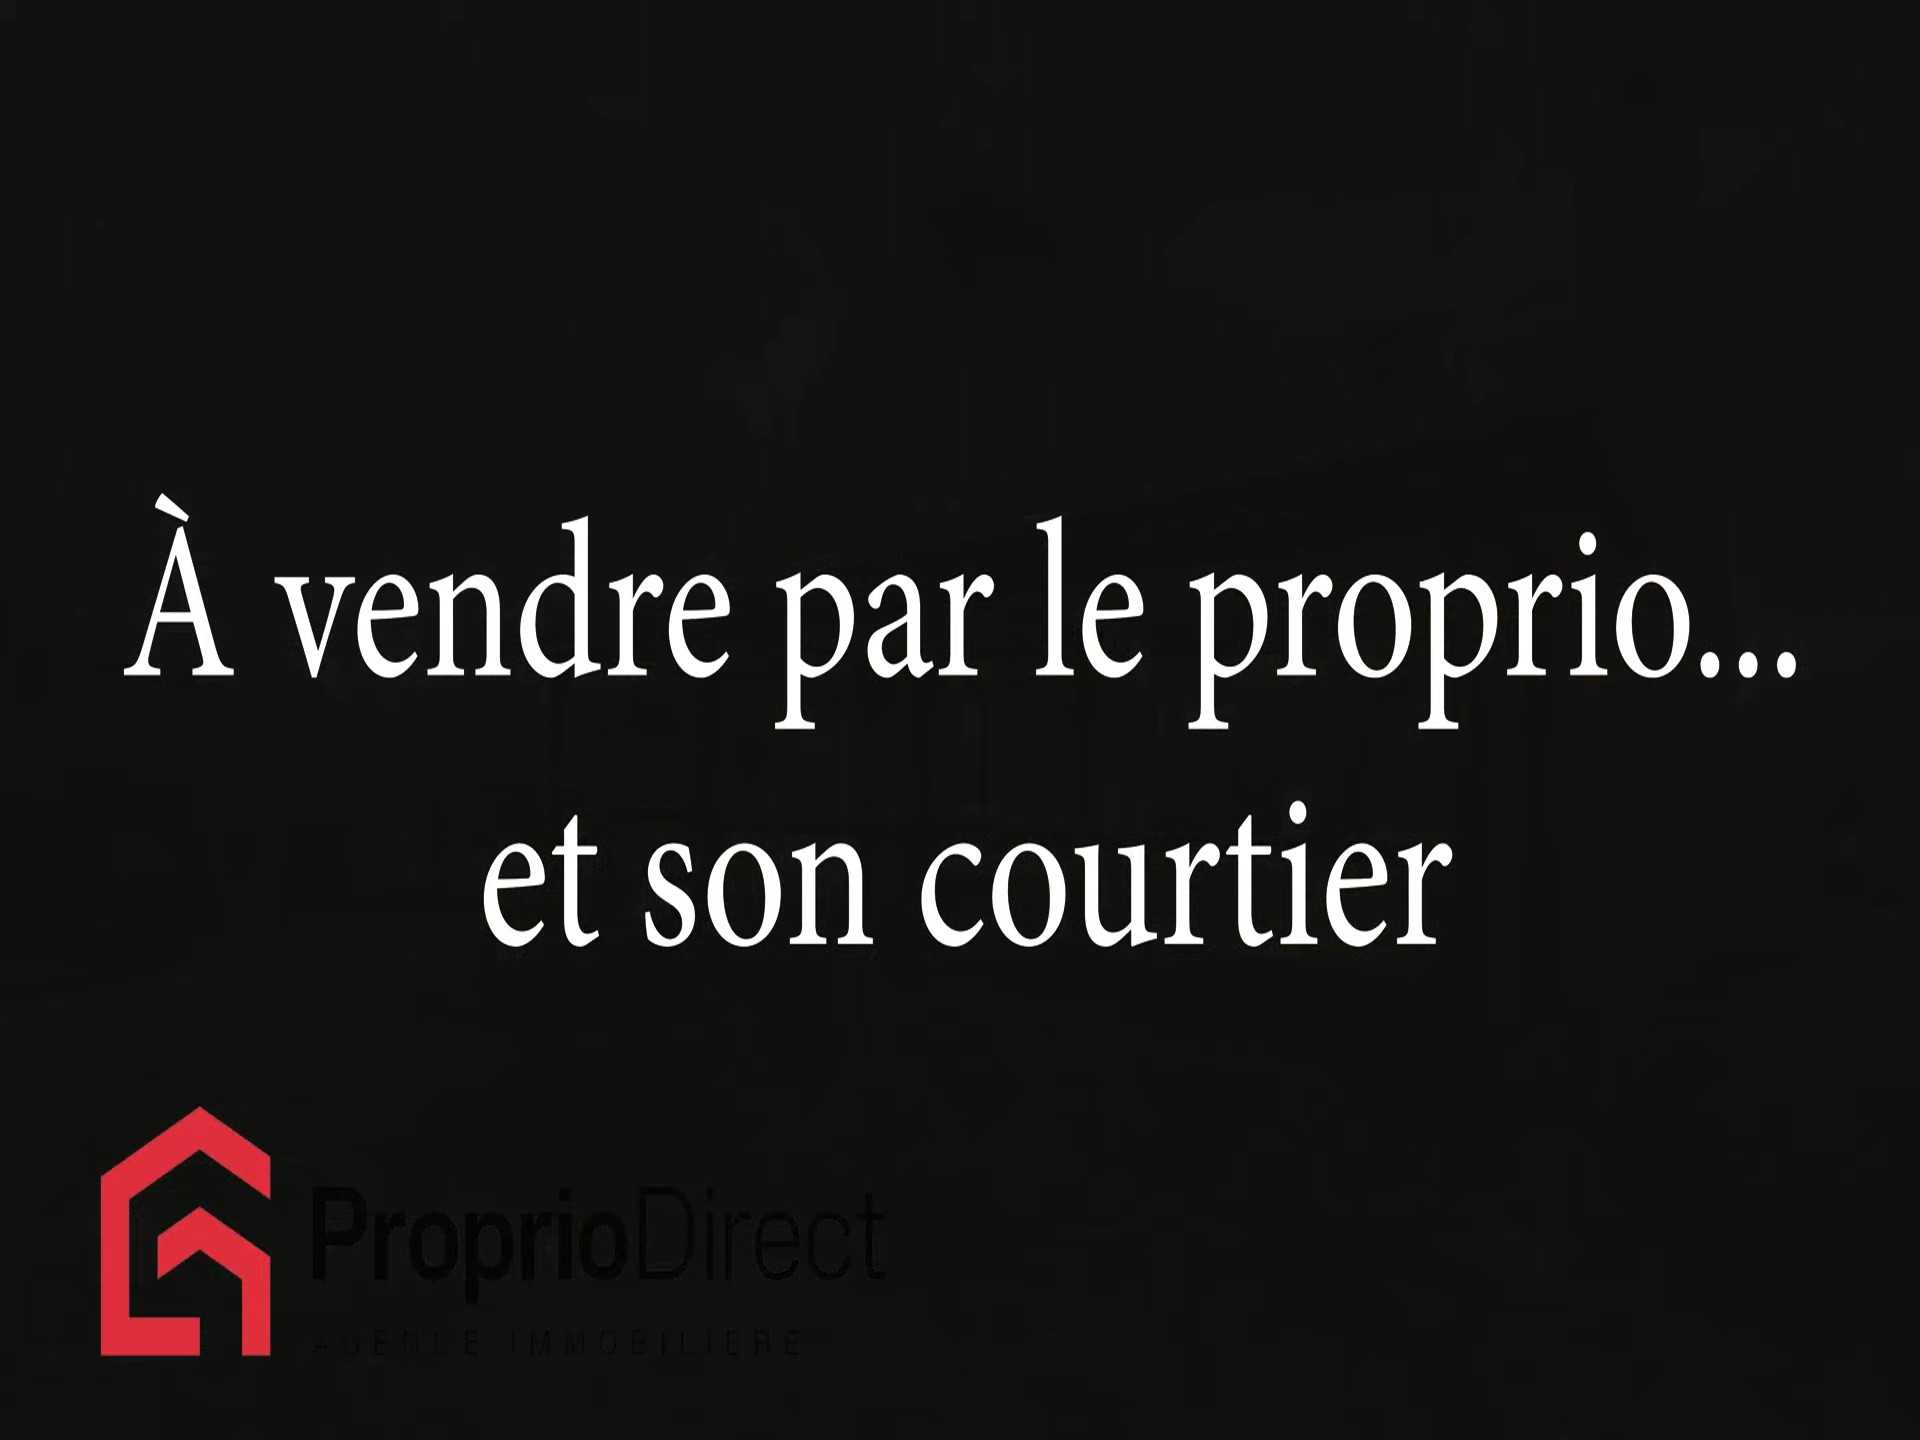 À vendre par le proprio...
et son courtier
ProprioDirect
AGENCE IMMOBILIÈRE